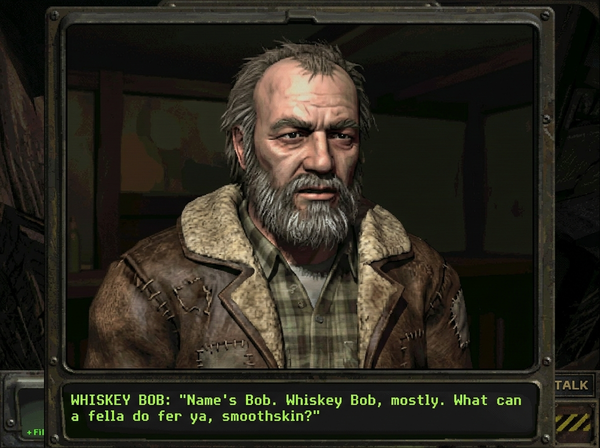 TALK
WHISKEY BOB: "Name's Bob. Whiskey Bob, mostly. What can
a fella do fer ya, smoothskin?"